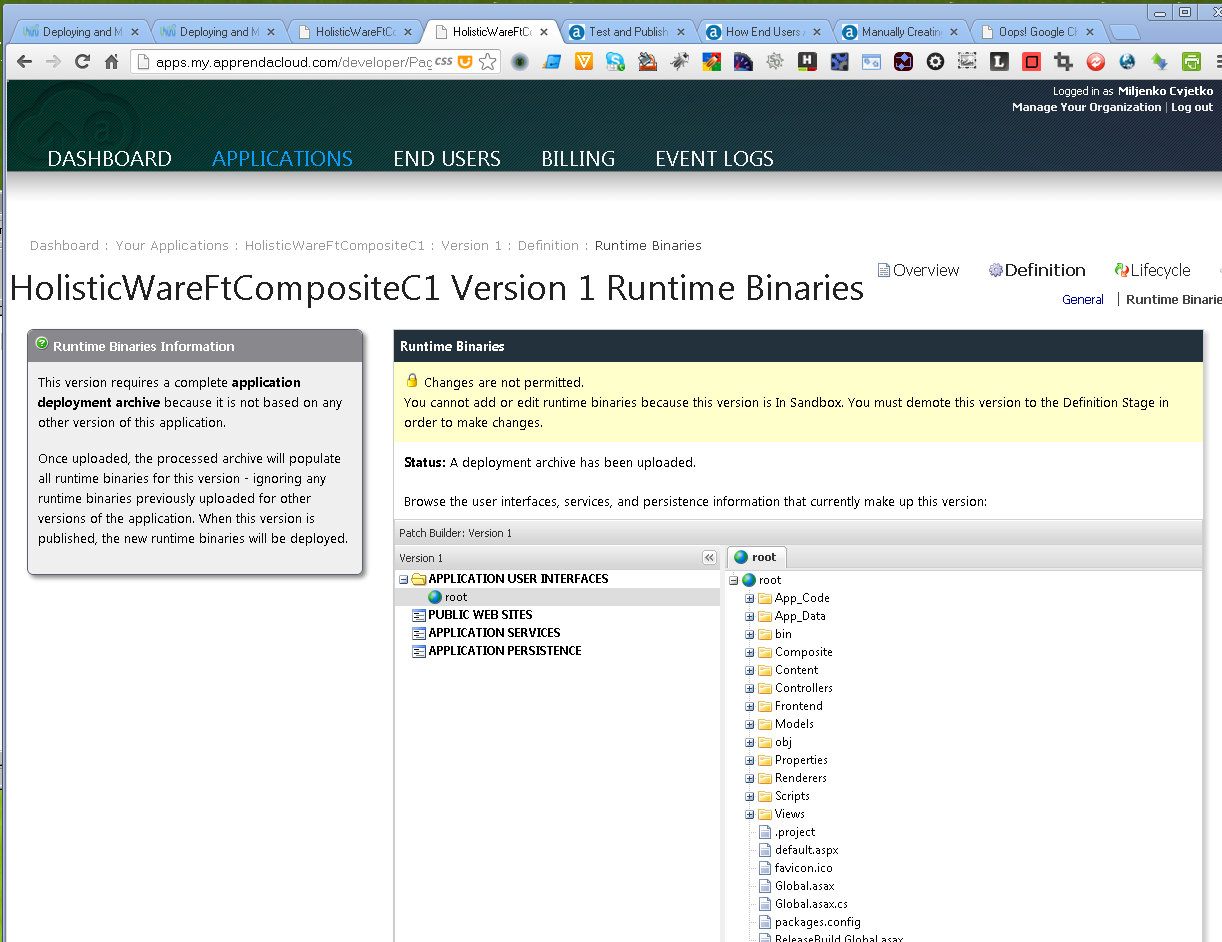 Deploying and M
Deploying and M
HolisticWareFtCo
HolisticWareFtCo
Test and Publish
How End Users
Manually Creatin
Oops! Google Ch
apps.my.apprendacloud.com/developer/Pag
CSS
Logged in as Miljenko Cvjetko
Manage Your Organization | Log out
DASHBOARD APPLICATIONS END USERS BILLING EVENT LOGS
Dashboard : Your Applications : HolisticWareFtCompositeC1 : Version 1 : Definition : Runtime Binaries
HolisticWareFtCompositeC1 Version 1 Runtime Binaries
Overview Definition Lifecycle
General | Runtime Binarie
Runtime Binaries Information
This version requires a complete application
deployment archive because it is not based on any
other version of this application.
Once uploaded, the processed archive will populate
all runtime binaries for this version - ignoring any
runtime binaries previously uploaded for other
versions of the application. When this version is
published, the new runtime binaries will be deployed.
Runtime Binaries
Changes are not permitted.
You cannot add or edit runtime binaries because this version is In Sandbox. You must demote this version to the Definition Stage in
order to make changes.
Status: A deployment archive has been uploaded.
Browse the user interfaces, services, and persistence information that currently make up this version:
Patch Builder: Version 1
Version 1
APPLICATION USER INTERFACES
root
PUBLIC WEB SITES
APPLICATION SERVICES
APPLICATION PERSISTENCE
root
root
App_Code
App_Data
bin
Composite
Content
Controllers
Frontend
Models
obj
Properties
Renderers
Scripts
Views
.project
default.aspx
favicon.ico
Global.asax
Global.asax.cs
packages.config
ReleaseBuild.Global.asax